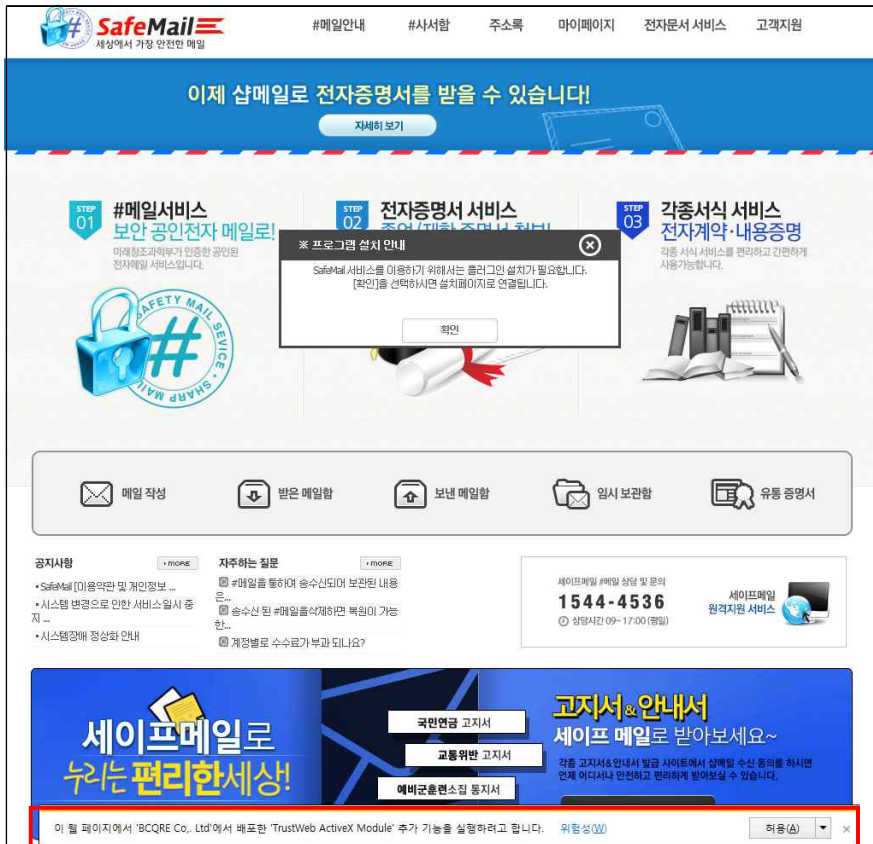 SafeMail
세상에서 가장 안전한 메일
#메일안내 #사서함 주소록 마이페이지 전자문서 서비스 고객지원
이제 샵메일로 전자증명서를 받을 수 있습니다!
자세히 보기
STEP 01
#메일서비스
보안 공인전자 메일로!
미래창조과학부가 인증한 공인된
전자메일 서비스입니다.
STEP 02
전자증명서 서비스
STEP 03
각종서식 서비스
전자계약·내용증명
각종 서식 서비스를 편리하고 간편하게
사용가능합니다.
※ 프로그램 설치 안내
SafeMail 서비스를 이용하기 위해서는 플러그인 설치가 필요합니다.
[확인]을 선택하시면 설치페이지로 연결됩니다.
확인
SAFETY MAIL SEVICE · SHARP MAIL
#
메일 작성 받은 메일함 보낸 메일함 임시 보관함 유통 증명서
공지사항 MORE
• SafeMail [이용약관 및 개인정보 ...
• 시스템 변경으로 인한 서비스 일시 중
지 ...
• 시스템장애 정상화 안내
자주하는 질문 MORE
#메일을 통하여 송수신되어 보관된 내용
은...
송수신 된 #메일을삭제하면 복원이 가능
한...
계정별로 수수료가 부과 되나요?
세이프메일 #메일 상담 및 문의
1544-4536
상담시간 09~17:00 (평일)
세이프메일
원격지원 서비스
세이프메일로
누리는 편리한세상!
국민연금 고지서
교통위반 고지서
예비군훈련소집 통지서
고지서&안내서
세이프 메일로 받아보세요~
각종 고지서&안내서 발급 사이트에서 샵메일 수신 동의를 하시면
언제 어디서나 안전하고 편리하게 받아보실 수 있습니다.
이 웹 페이지에서 'BCQRE Co,. Ltd'에서 배포한 'TrustWeb ActiveX Module' 추가 기능을 실행하려고 합니다. 위험성(W) 허용(A)